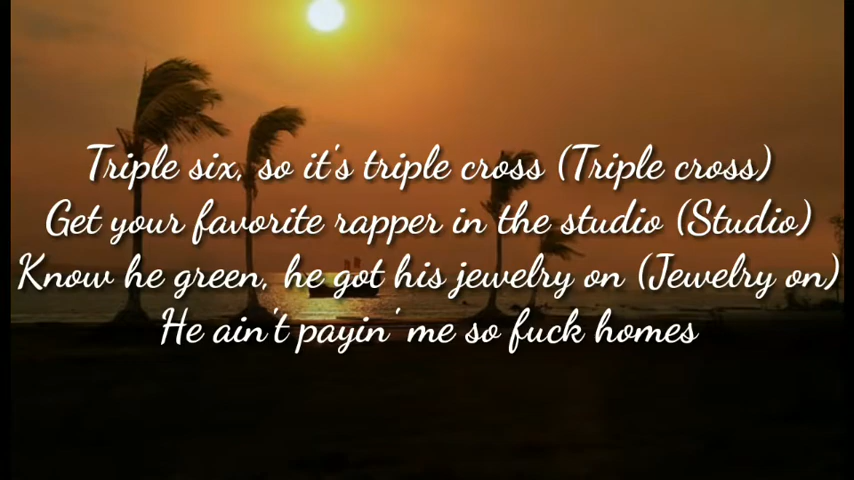 Triple six, so it's triple cross (Triple cross)
Get your favorite rapper in the studio (Studio)
Know he green, he got his jewelry on (Jewelry on)
He ain't payin' me so fuck homes